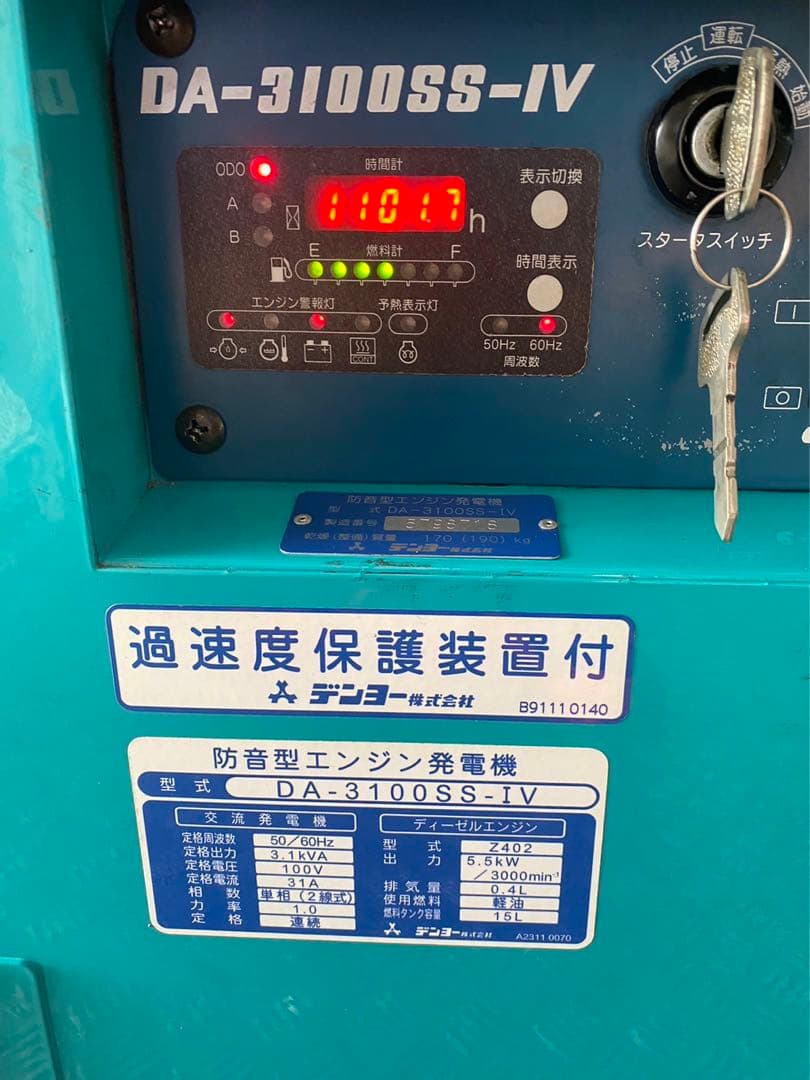 停止 運転 予熱 始動
DA-3100SS-IV
ODO
時間計
表示切換
A
1101.7 h
B
スタータスイッチ
E 燃料計 F
時間表示
エンジン警報灯 予熱表示灯
50Hz 60Hz
周波数
CONT
I
O
防音型エンジン発電機
型 式 DA-3100SS-IV
製造番号
乾燥(整備)質量 170 (190) kg
デンヨー株式会社
過速度保護装置付
デンヨー株式会社
B91110140
防音型エンジン発電機
型 式 DA-3100SS-IV
交流発電機
定格周波数 50/60Hz
定格出力 3.1kVA
定格電圧 100V
定格電流 31A
相 数 単相(2線式)
力 率 1.0
定 格 連続
ディーゼルエンジン
型 式 Z402
出 力 5.5kW
/3000min⁻¹
排気量 0.4L
使用燃料 軽油
燃料タンク容量 15L
デンヨー株式会社
A2311 0070